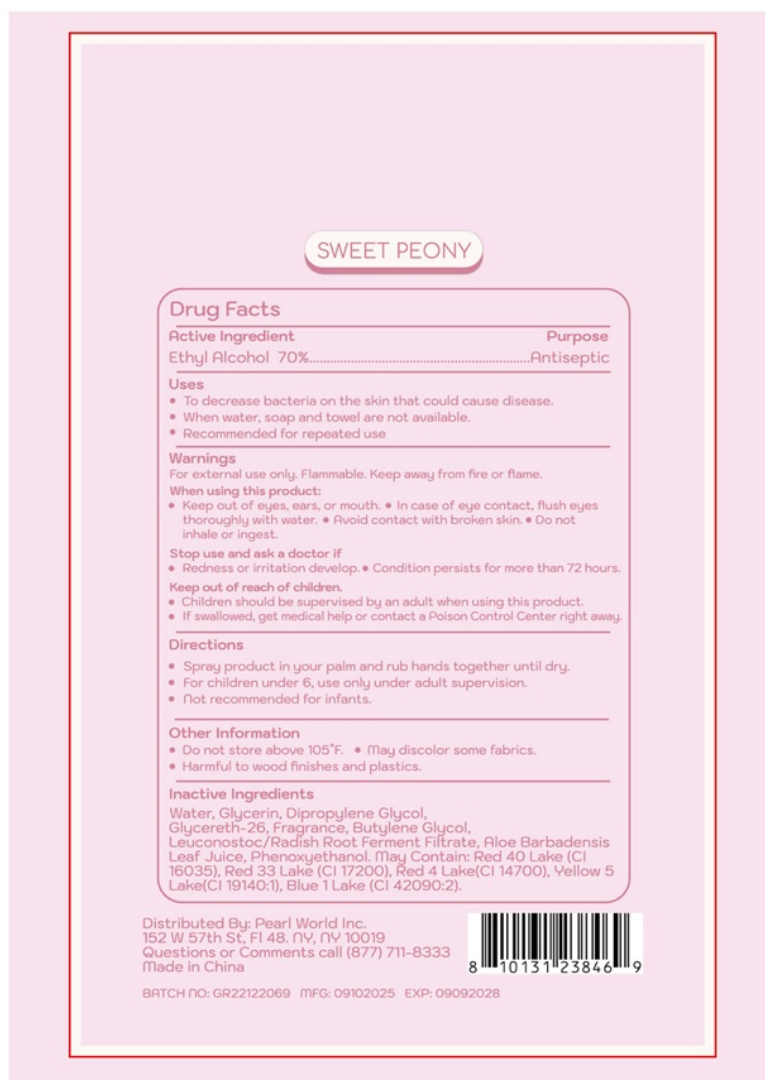 SWEET PEONY
Drug Facts
Active Ingredient Purpose
Ethyl Alcohol 70%................................................................Antiseptic
Uses
• To decrease bacteria on the skin that could cause disease.
• When water, soap and towel are not available.
• Recommended for repeated use
Warnings
For external use only. Flammable. Keep away from fire or flame.
When using this product:
• Keep out of eyes, ears, or mouth. • In case of eye contact, flush eyes
thoroughly with water. • Avoid contact with broken skin. • Do not
inhale or ingest.
Stop use and ask a doctor if
• Redness or irritation develop. • Condition persists for more than 72 hours.
Keep out of reach of children.
• Children should be supervised by an adult when using this product.
• If swallowed, get medical help or contact a Poison Control Center right away.
Directions
• Spray product in your palm and rub hands together until dry.
• For children under 6, use only under adult supervision.
• Not recommended for infants.
Other Information
• Do not store above 105°F. • May discolor some fabrics.
• Harmful to wood finishes and plastics.
Inactive Ingredients
Water, Glycerin, Dipropylene Glycol,
Glycereth-26, Fragrance, Butylene Glycol,
Leuconostoc/Radish Root Ferment Filtrate, Aloe Barbadensis
Leaf Juice, Phenoxyethanol. May Contain: Red 40 Lake (CI
16035), Red 33 Lake (CI 17200), Red 4 Lake(CI 14700), Yellow 5
Lake(CI 19140:1), Blue 1 Lake (CI 42090:2).
Distributed By: Pearl World Inc.
152 W 57th St, Fl 48. NY, NY 10019
Questions or Comments call (877) 711-8333
Made in China
8 10131 23846 9
BATCH NO: GR22122069 MFG: 09102025 EXP: 09092028